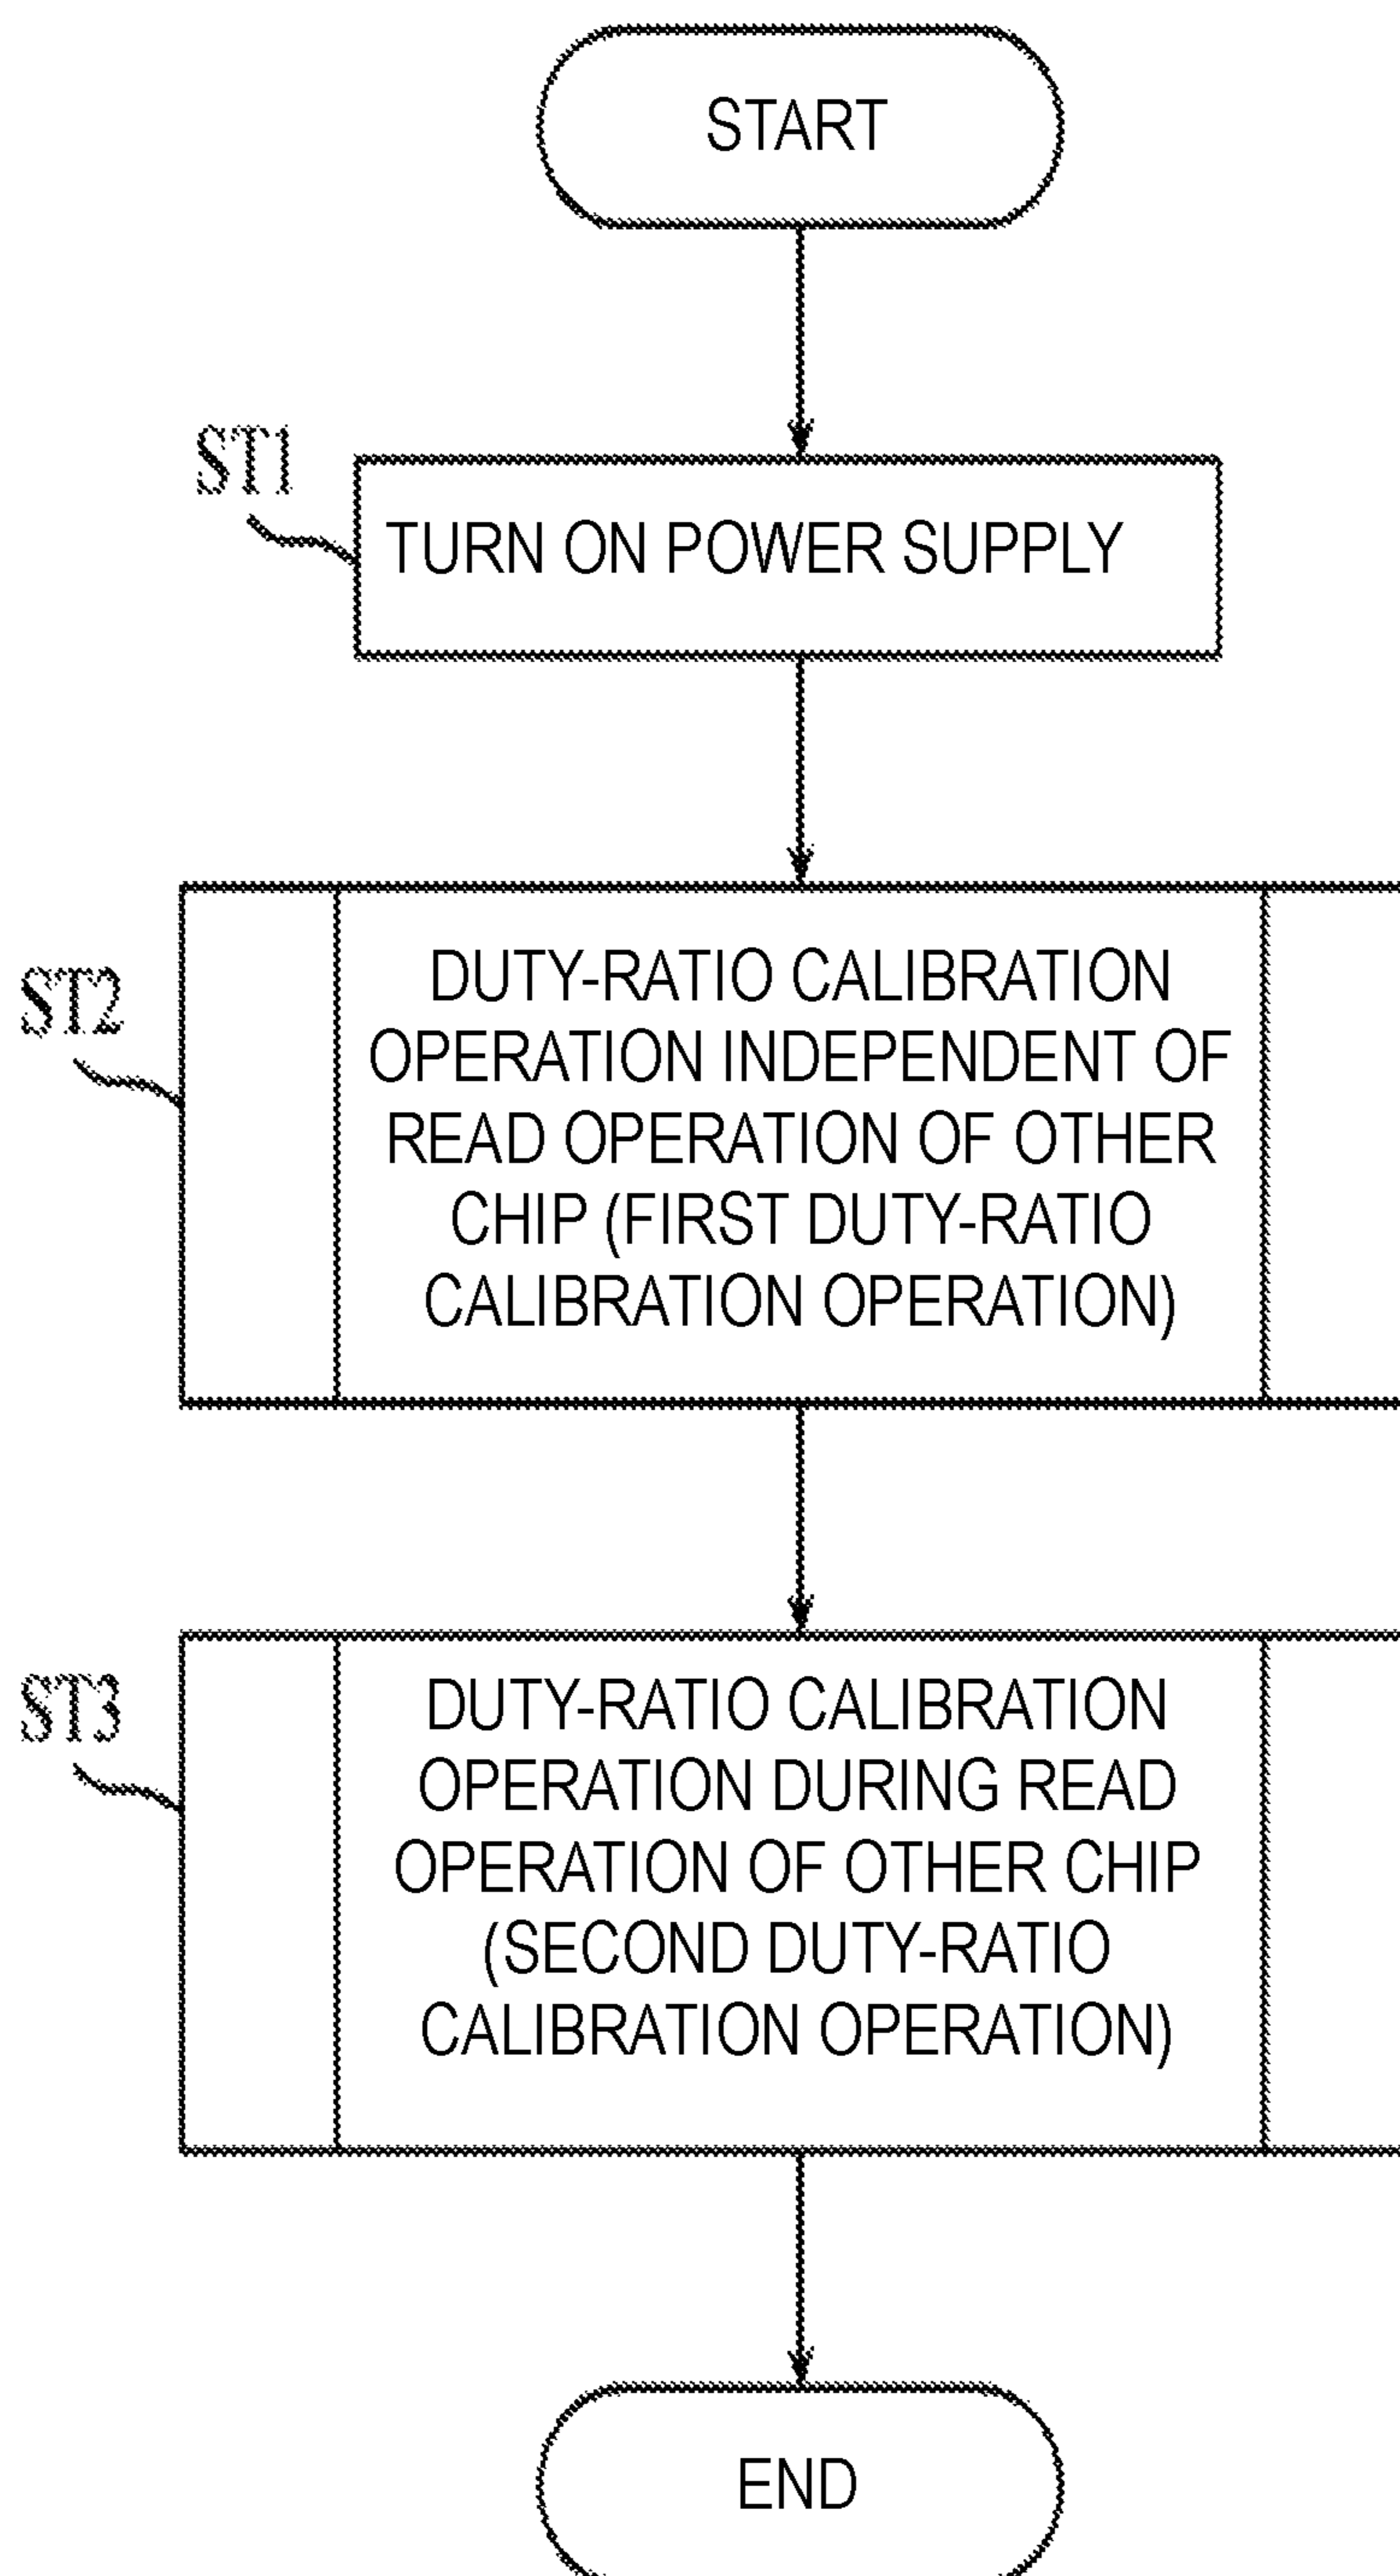 START
ST1
TURN ON POWER SUPPLY
ST2
DUTY-RATIO CALIBRATION
OPERATION INDEPENDENT OF
READ OPERATION OF OTHER
CHIP (FIRST DUTY-RATIO
CALIBRATION OPERATION)
ST3
DUTY-RATIO CALIBRATION
OPERATION DURING READ
OPERATION OF OTHER CHIP
(SECOND DUTY-RATIO
CALIBRATION OPERATION)
END